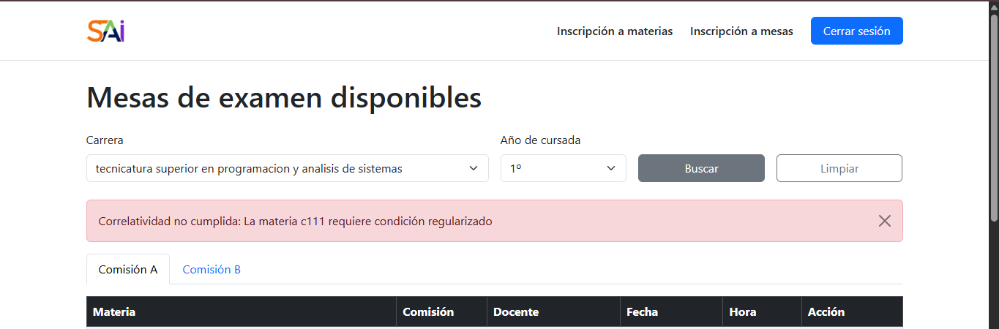 SAi Inscripción a materias Inscripción a mesas Cerrar sesión
Mesas de examen disponibles
Carrera Año de cursada
tecnicatura superior en programacion y analisis de sistemas 1º Buscar Limpiar
Correlatividad no cumplida: La materia c111 requiere condición regularizado
Comisión A Comisión B
Materia Comisión Docente Fecha Hora Acción